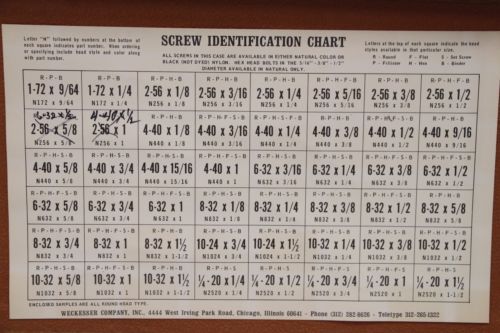 Letter "N" followed by numbers at the bottom of
each square indicates part number. When ordering
or specifying include head style and color along
with part number.
SCREW IDENTIFICATION CHART
ALL SCREWS IN THIS CASE ARE AVAILABLE IN EITHER NATURAL COLOR OR
BLACK (NOT DYED) NYLON. HEX HEAD BOLTS IN THE 5/16" 3/8" 1/2"
DIAMETER AVAILABLE IN NATURAL ONLY.
Letters at the top of each square indicate the head
styles available in that particular size.
R - Round F - Flat S - Set Screw
P - Fillister H - Hex B - Binder
1-72 x 9/64 1-72 x 1/4 2-56 x 1/8 2-56 x 3/16 2-56 x 1/4 2-56 x 5/16 2-56 x 3/8 2-56 x 1/2
N172 x 9/64 N172 x 1/4 N256 x 1/8 N256 x 3/16 N256 x 1/4 N256 x 5/16 N256 x 3/8 N256 x 1/2
6-32 x 1/2 4-40 x 1/2
2-56 x 5/8 2-56 x 1 4-40 x 1/8 4-40 x 3/16 4-40 x 1/4 4-40 x 3/8 4-40 x 1/2 4-40 x 9/16
N256 x 5/8 N256 x 1 N440 x 1/8 N440 x 3/16 N440 x 1/4 N440 x 3/8 N440 x 1/2 N440 x 9/16
4-40 x 5/8 4-40 x 3/4 4-40 x 15/16 4-40 x 1 6-32 x 3/16 6-32 x 1/4 6-32 x 3/8 6-32 x 1/2
N440 x 5/8 N440 x 3/4 N440 x 15/16 N440 x 1 N632 x 3/16 N632 x 1/4 N632 x 3/8 N632 x 1/2
6-32 x 5/8 6-32 x 3/4 6-32 x 1 8-32 x 3/16 8-32 x 1/4 8-32 x 3/8 8-32 x 1/2 8-32 x 5/8
N632 x 5/8 N632 x 3/4 N632 x 1 N832 x 3/16 N832 x 1/4 N832 x 3/8 N832 x 1/2 N832 x 5/8
8-32 x 3/4 8-32 x 1 8-32 x 1½ 10-24 x 3/4 10-24 x 1½ 10-32 x 1/4 10-32 x 3/8 10-32 x 1/2
N832 x 3/4 N832 x 1 N832 x 1-1/2
10-32 x 5/8 10-32 x 1 10-32 x 1½ ¼-20 x 1/4 ¼-20 x 1/2 ¼-20 x 3/4 ¼-20 x 1 ¼-20 x 1½
N1032 x 5/8 N1032 x 1 N1032 x 1-1/2 N2520 x 1/4 N2520 x 1/2 N2520 x 3/4 N2520 x 1 N2520 x 1-1/2
ENCLOSED SAMPLES ARE ALL ROUND HEAD TYPE.
WECKESSER COMPANY, INC. 4444 West Irving Park Road, Chicago, Illinois 60641 - Phone (312) 282-8626 - Teletype 312-265-1322